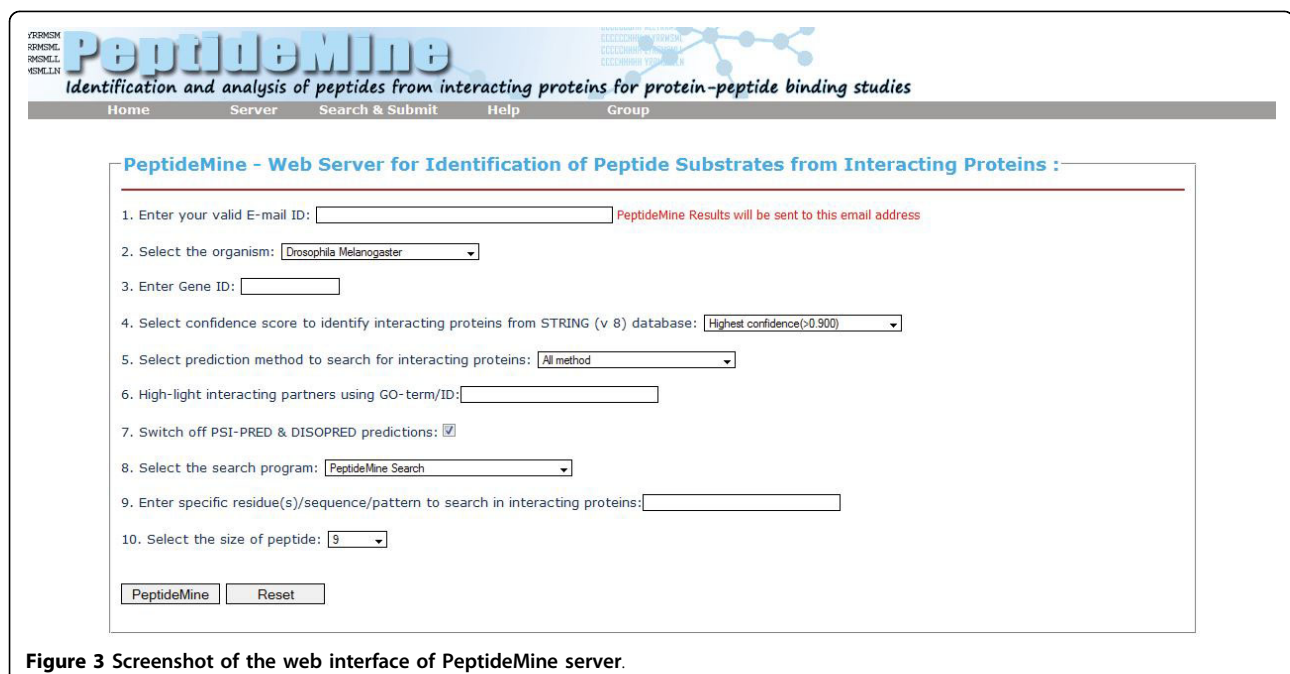 YRRMSM
RRMSML
RMSMLL
MSMLLN
PeptideMine
Identification and analysis of peptides from interacting proteins for protein-peptide binding studies
Home Server Search & Submit Help Group
PeptideMine - Web Server for Identification of Peptide Substrates from Interacting Proteins :
1. Enter your valid E-mail ID: PeptideMine Results will be sent to this email address
2. Select the organism: Drosophila Melanogaster
3. Enter Gene ID:
4. Select confidence score to identify interacting proteins from STRING (v 8) database: Highest confidence(>0.900)
5. Select prediction method to search for interacting proteins: All method
6. High-light interacting partners using GO-term/ID:
7. Switch off PSI-PRED & DISOPRED predictions:
8. Select the search program: PeptideMine Search
9. Enter specific residue(s)/sequence/pattern to search in interacting proteins:
10. Select the size of peptide: 9
PeptideMine Reset
Figure 3 Screenshot of the web interface of PeptideMine server.